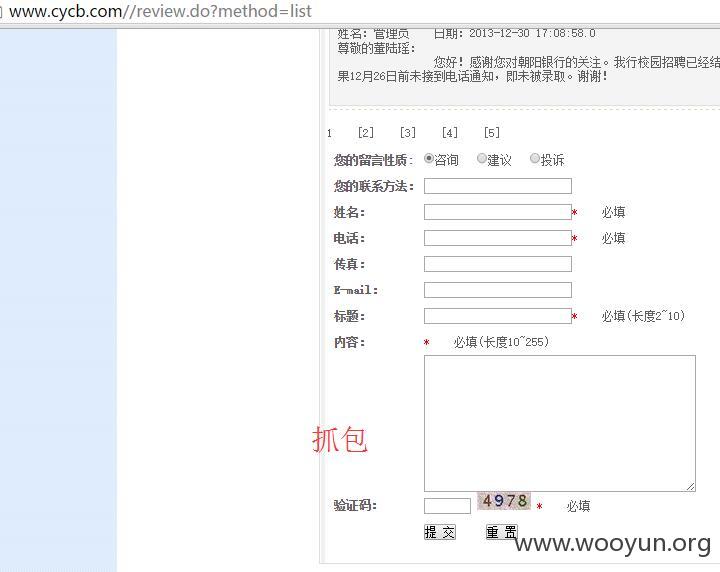 www.cycb.com//review.do?method=list
姓名：管理员 日期：2013-12-30 17:08:58.0
尊敬的董陆瑶：
您好！感谢您对朝阳银行的关注。我行校园招聘已经结
果12月26日前未接到电话通知，即未被录取。谢谢！
1 [2] [3] [4] [5]
您的留言性质： 咨询 建议 投诉
您的联系方法：
姓名： * 必填
电话： * 必填
传真：
E-mail：
标题： * 必填(长度2~10)
内容： * 必填(长度10~255)
抓包
验证码： 4978 * 必填
提 交 重 置
www.wooyun.org